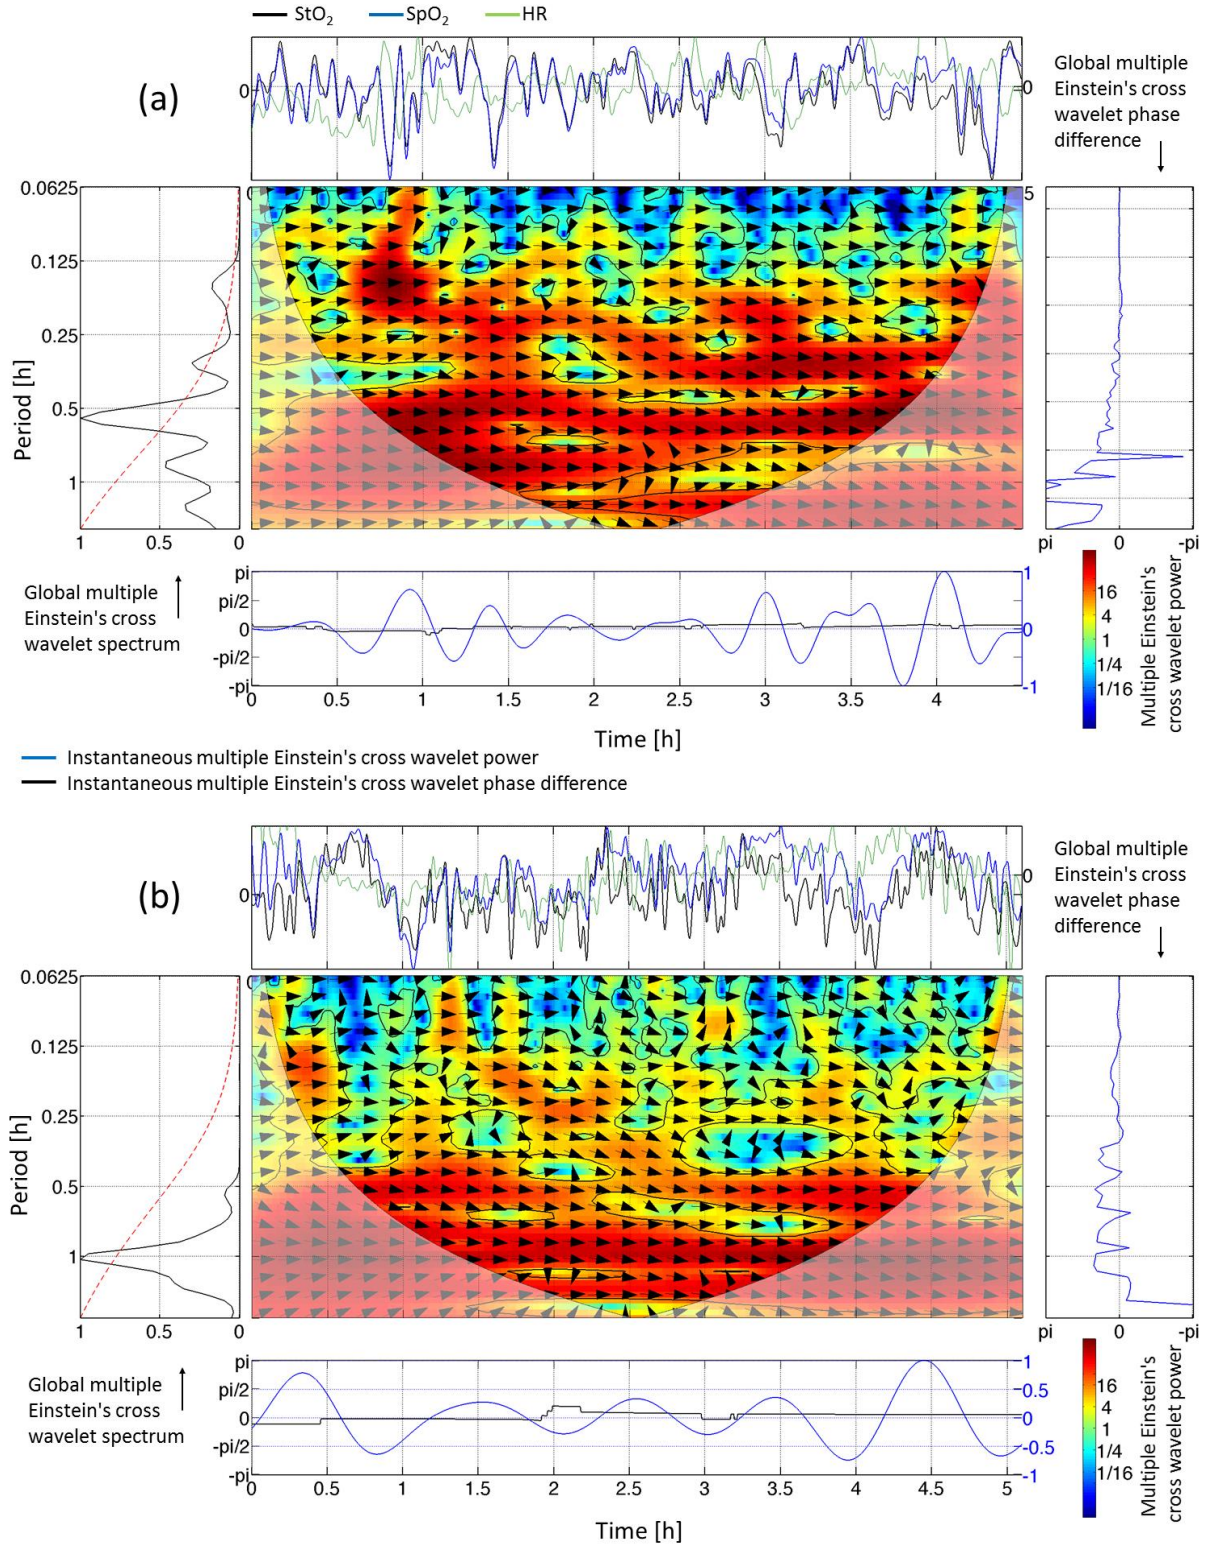 StO2 SpO2 HR
(a)
0
0
Global multiple
Einstein's cross
wavelet phase
difference
0.0625
0.125
0.25
0.5
1
Period [h]
1 0.5 0
0
5
pi 0 -pi
Global multiple
Einstein's cross
wavelet spectrum
pi
pi/2
0
-pi/2
-pi
1
0
-1
0 0.5 1 1.5 2 2.5 3 3.5 4
Time [h]
16
4
1
1/4
1/16
Multiple Einstein's
cross wavelet power
Instantaneous multiple Einstein's cross wavelet power
Instantaneous multiple Einstein's cross wavelet phase difference
(b)
0
0
Global multiple
Einstein's cross
wavelet phase
difference
0.0625
0.125
0.25
0.5
1
Period [h]
1 0.5 0
0
pi 0 -pi
Global multiple
Einstein's cross
wavelet spectrum
pi
pi/2
0
-pi/2
-pi
1
0.5
0
-0.5
-1
0 0.5 1 1.5 2 2.5 3 3.5 4 4.5 5
Time [h]
16
4
1
1/4
1/16
Multiple Einstein's
cross wavelet power